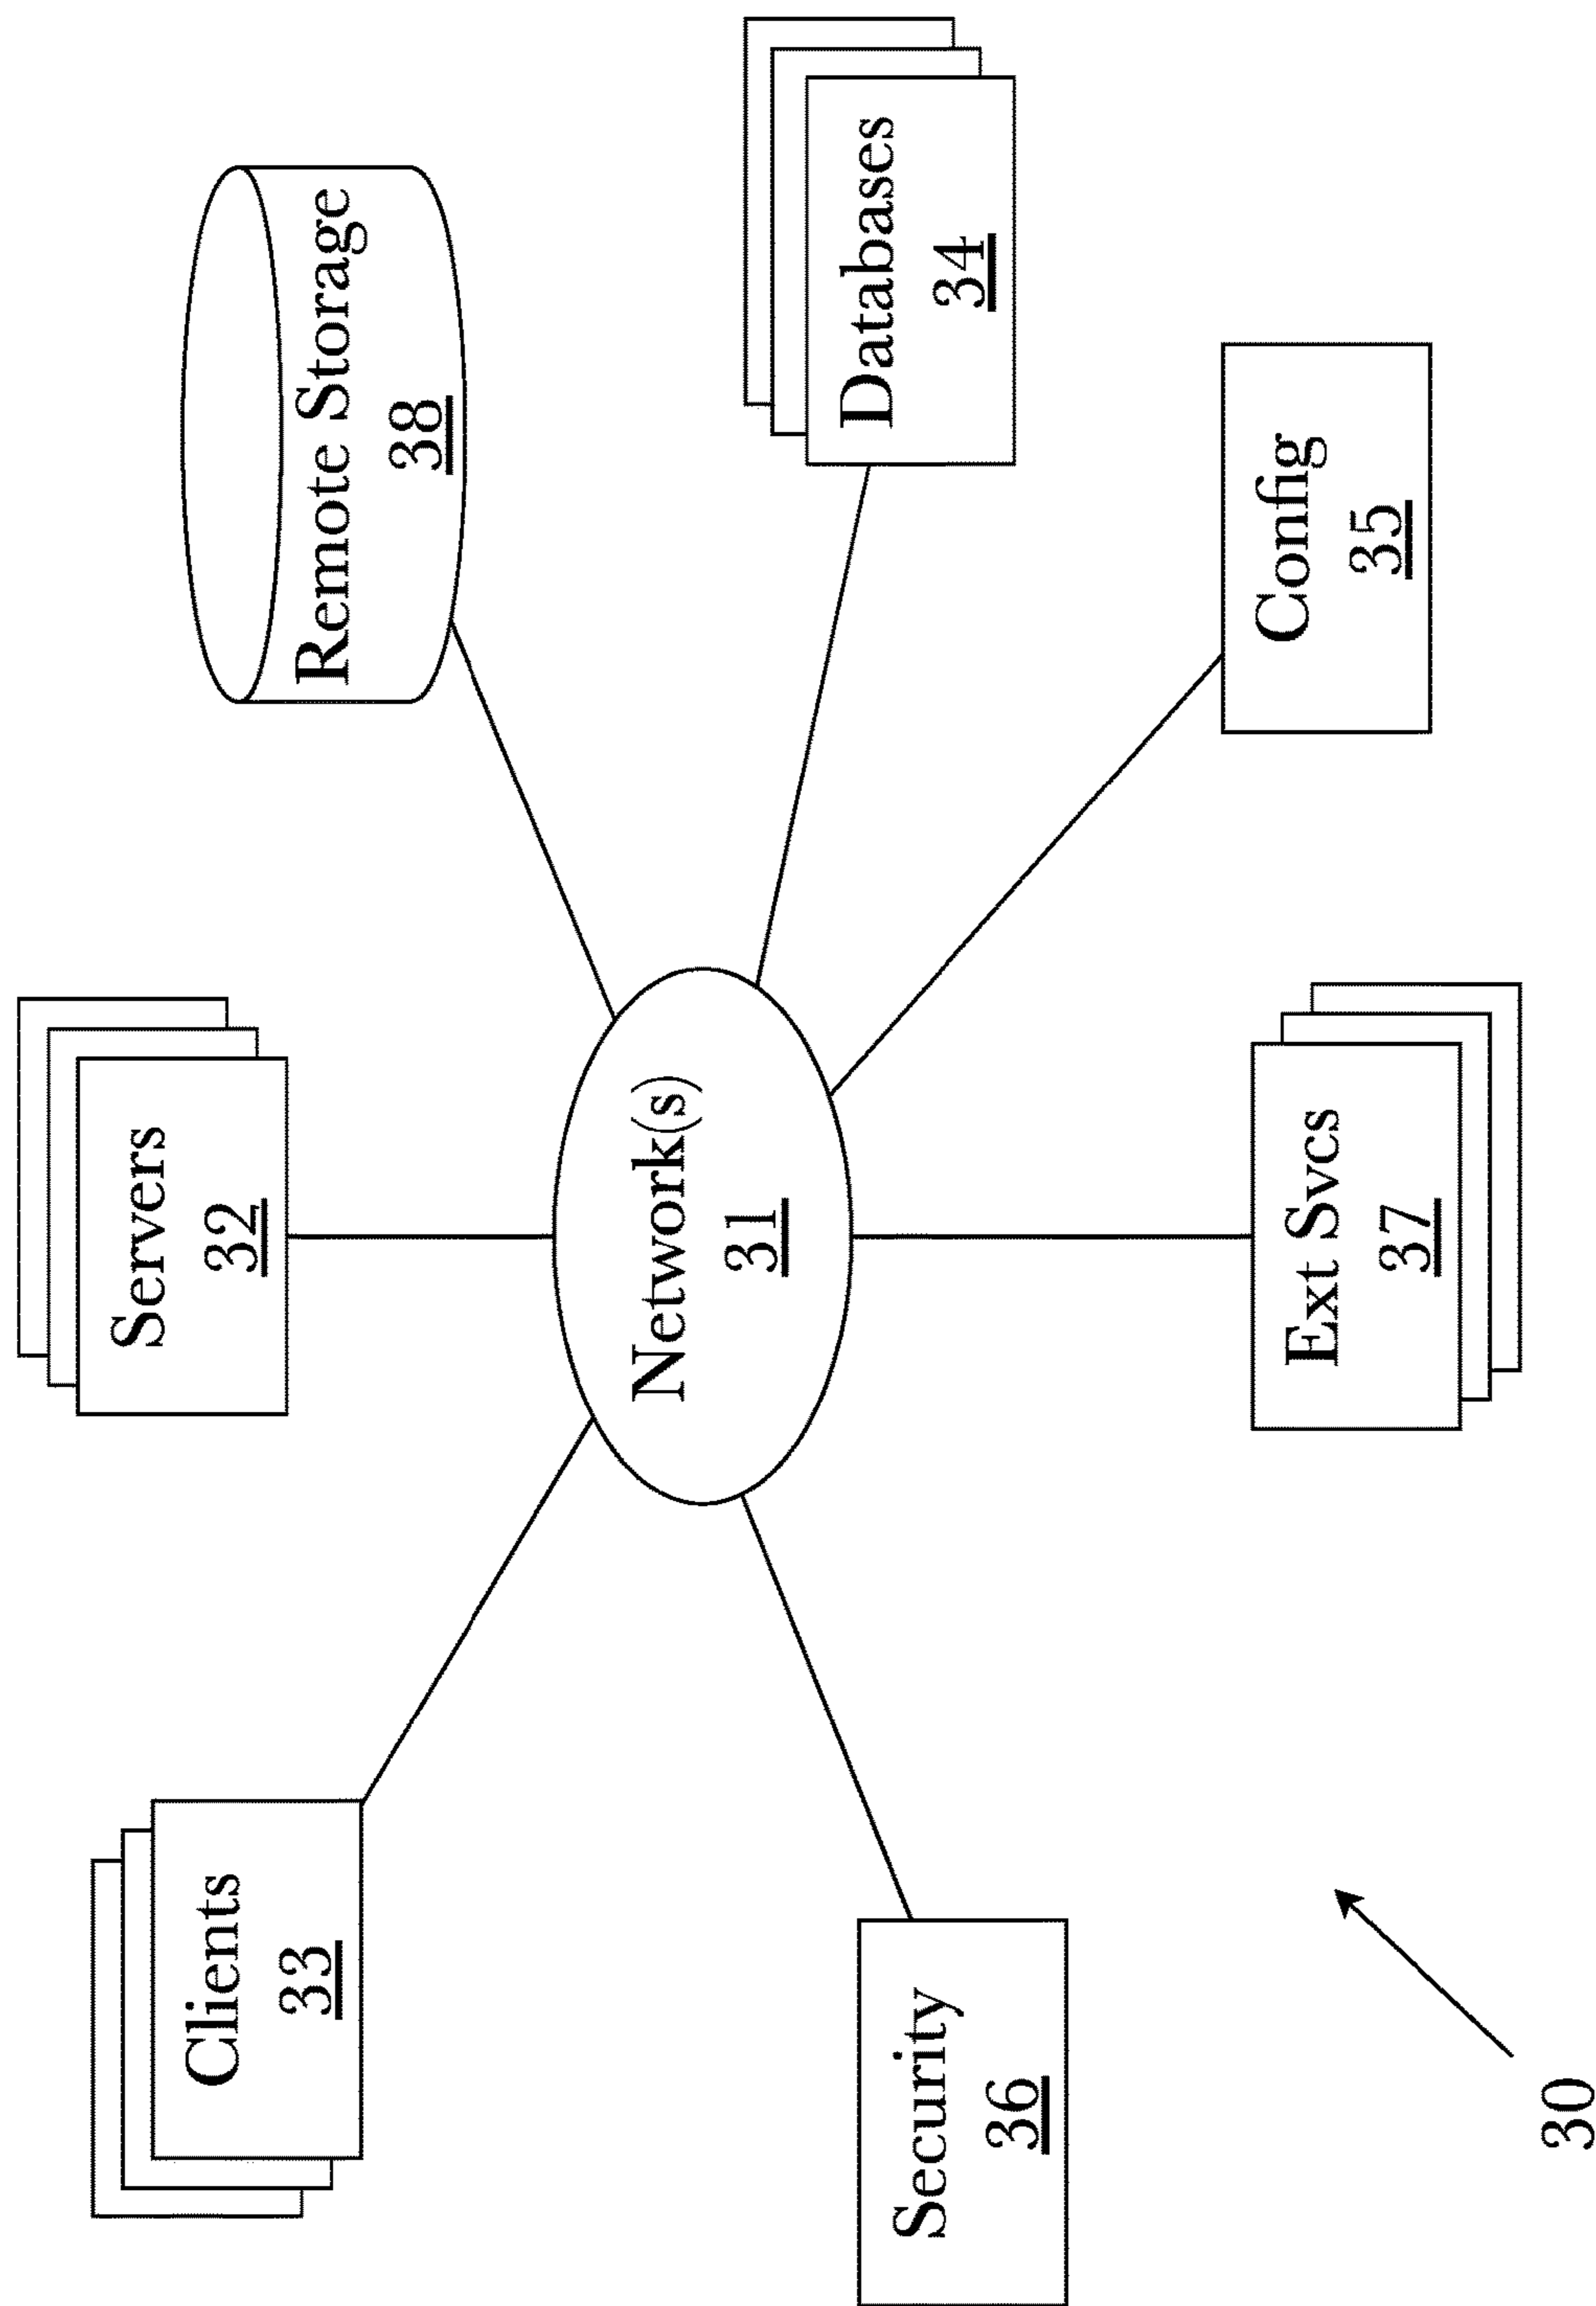 Servers
32
Clients
33
Remote Storage
38
Network(s)
31
Databases
34
Security
36
Ext Svcs
37
Config
35
30